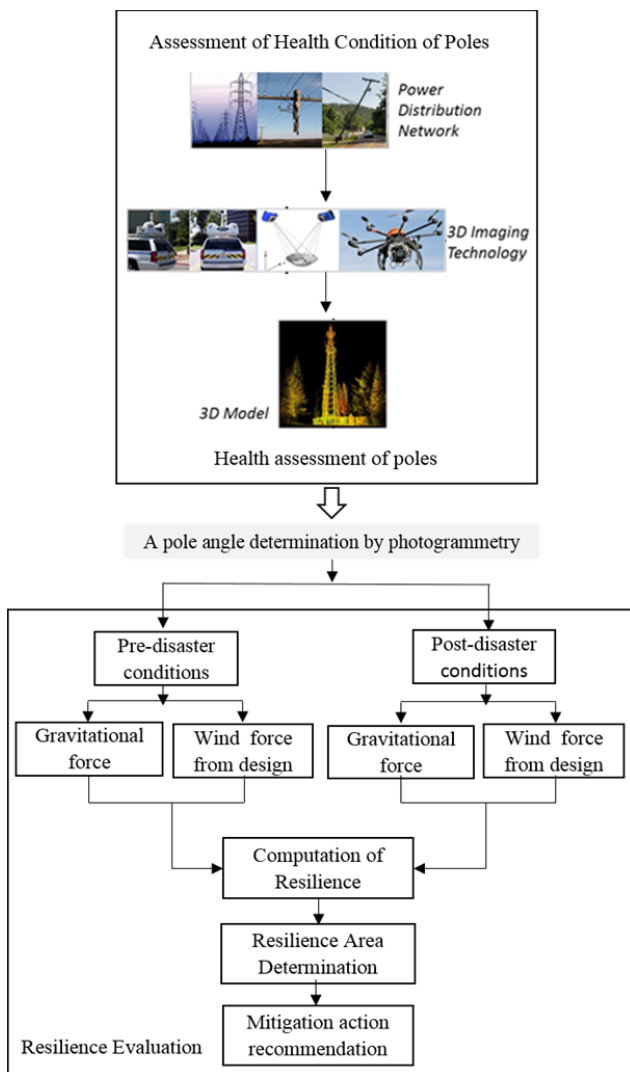 Assessment of Health Condition of Poles
Power
Distribution
Network
3D Imaging
Technology
3D Model
Health assessment of poles
A pole angle determination by photogrammetry
Pre-disaster
conditions
Post-disaster
conditions
Gravitational
force
Wind force
from design
Gravitational
force
Wind force
from design
Computation of
Resilience
Resilience Area
Determination
Mitigation action
recommendation
Resilience Evaluation